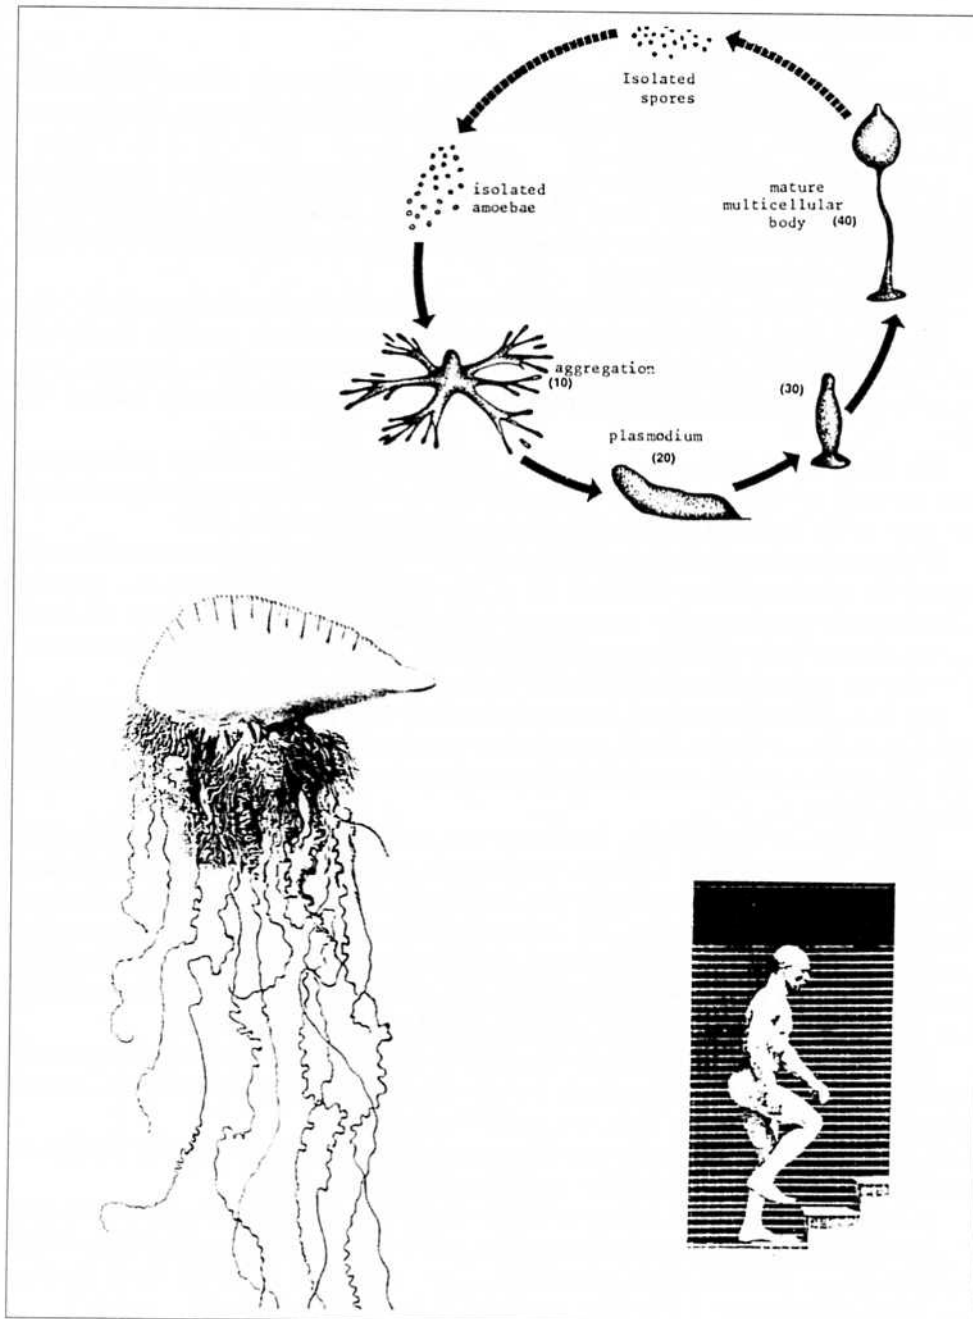 Isolated
spores
isolated
amoebae
mature
multicellular
body (40)
aggregation
(10)
(30)
plasmodium
(20)